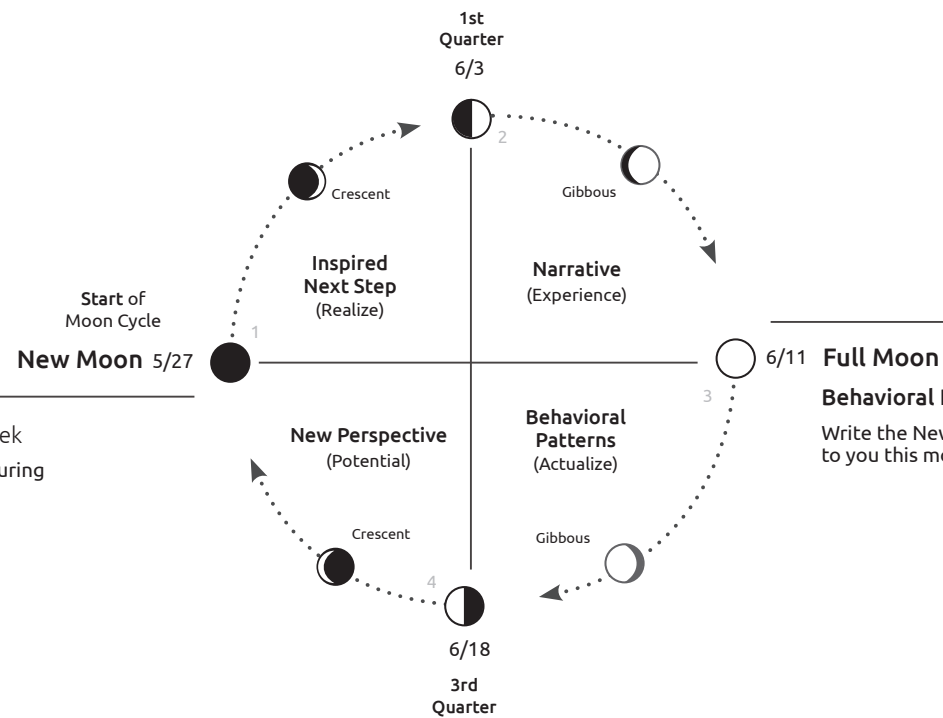 1st
Quarter
6/3
2
Crescent
Gibbous
Inspired
Next Step
(Realize)
Narrative
(Experience)
Start of
Moon Cycle
1
New Moon 5/27
6/11 Full Moon
3
Behavioral
Write the New
to you this me
ek
uring
New Perspective
(Potential)
Behavioral
Patterns
(Actualize)
Crescent
Gibbous
4
6/18
3rd
Quarter